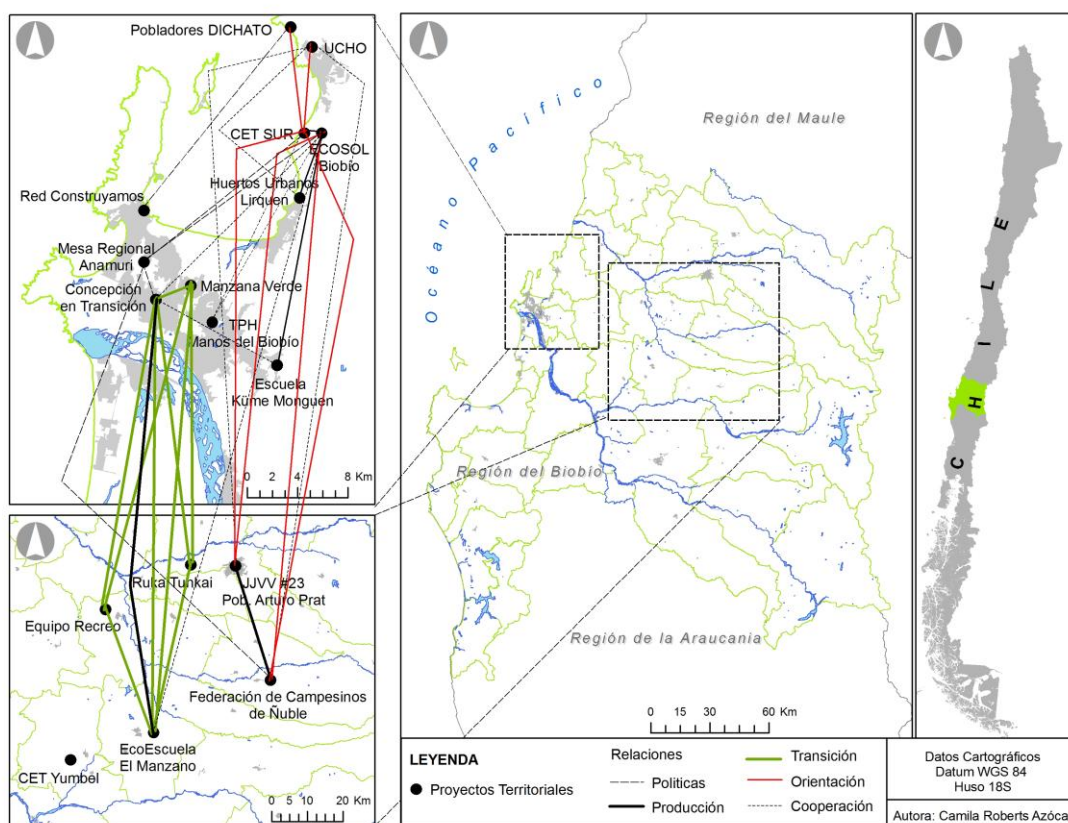 Pobladores DICHATO
UCHO
CET SUR
ECOSOL
Biobío
Huertos Urbanos
Lirquen
Red Construyamos
Mesa Regional
Anamuri
Concepción
en Transición
Manzana Verde
TPH
Manos del Biobío
Escuela
Küme Monguen
0 2 4 8 Km
Ruka Tunkai
JJVV #23
Pob. Arturo Prat
Equipo Recreo
Federación de Campesinos
de Ñuble
EcoEscuela
El Manzano
CET Yumbel
0 5 10 20 Km
Océano Pacífico
Región del Maule
Región del Biobío
Región de la Araucania
0 15 30 60 Km
CHILE
LEYENDA
Proyectos Territoriales
Relaciones
Politicas
Producción
Transición
Orientación
Cooperación
Datos Cartográficos
Datum WGS 84
Huso 18S
Autora: Camila Roberts Azóca